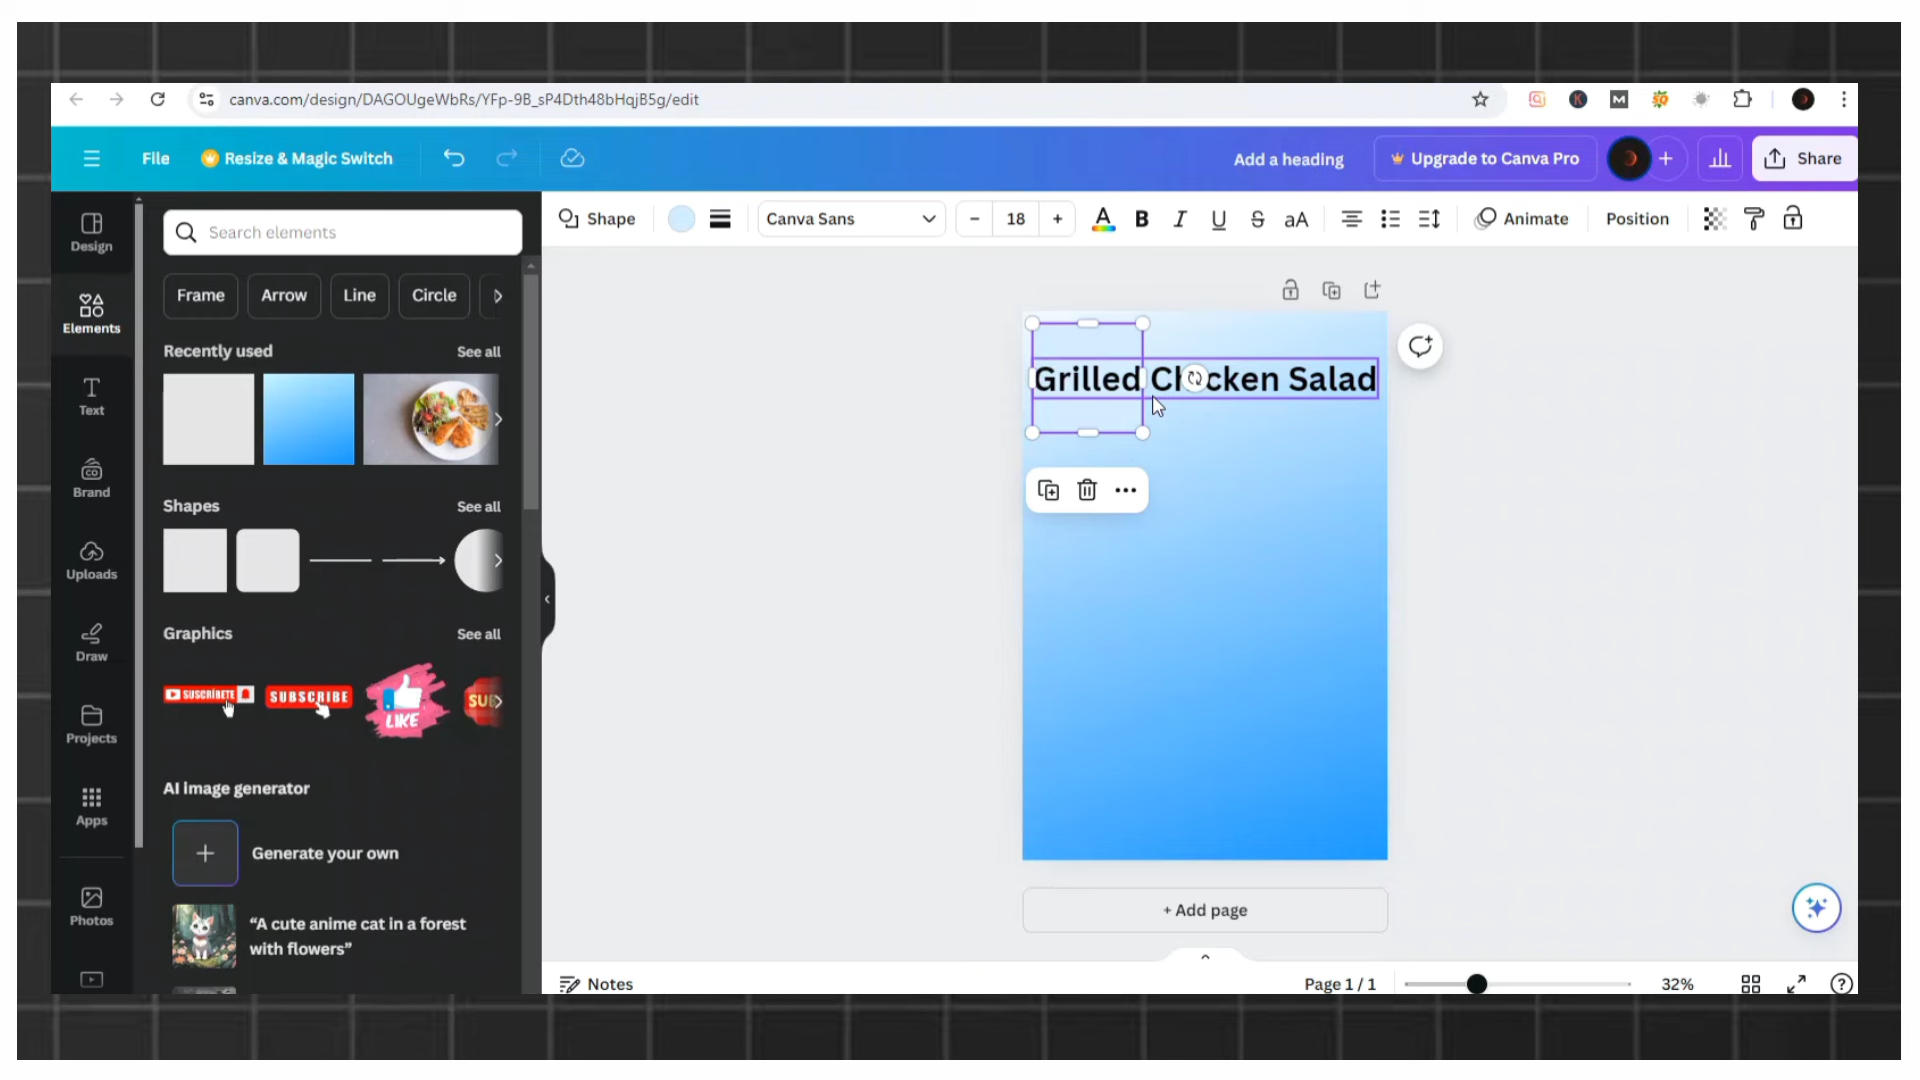 canva.com/design/DAGOUgeWbRs/YFp-9B_sP4Dth48bHqjB5g/edit
File
Resize & Magic Switch
Add a heading
Upgrade to Canva Pro
Share
Design
Elements
Text
Brand
Uploads
Draw
Projects
Apps
Photos
Search elements
Frame
Arrow
Line
Circle
Recently used
See all
Shapes
See all
Graphics
See all
SUSCRÍBETE
SUBSCRIBE
LIKE
AI image generator
Generate your own
“A cute anime cat in a forest
with flowers”
Shape
Canva Sans
18
Animate
Position
Grilled Chicken Salad
+ Add page
Notes
Page 1 / 1
32%